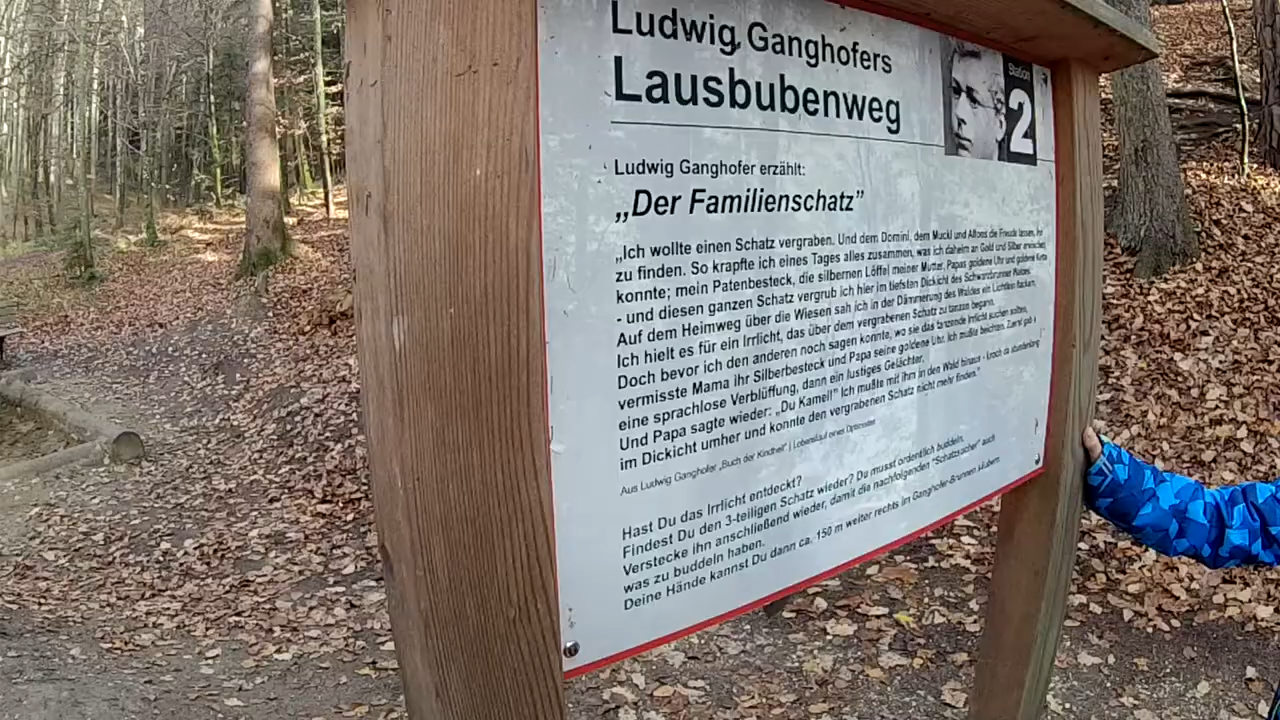 Ludwig Ganghofers
Lausbubenweg
Station
2
Ludwig Ganghofer erzählt:
„Der Familienschatz”
„Ich wollte einen Schatz vergraben. Und dem Domini, dem Muckl und Alfons die Freude lassen, ihn
zu finden. So krapfte ich eines Tages alles zusammen, was ich daheim an Gold und Silber erwischen
konnte; mein Patenbesteck, die silbernen Löffel meiner Mutter, Papas goldene Uhr und goldene Kette
- und diesen ganzen Schatz vergrub ich hier im tiefsten Dickicht des Schwarzbrunner Waldes.
Auf dem Heimweg über die Wiesen sah ich in der Dämmerung des Waldes ein Lichtlein flackern,
Ich hielt es für ein Irrlicht, das über dem vergrabenen Schatz zu tanzen begann.
Doch bevor ich den anderen noch sagen konnte, wo sie das tanzende Irrlicht suchen sollten,
vermisste Mama ihr Silberbesteck und Papa seine goldene Uhr. Ich mußte beichten. Zuerst gab's
eine sprachlose Verblüffung, dann ein lustiges Gelächter.
Und Papa sagte wieder: „Du Kamel!” Ich mußte mit ihm in den Wald hinaus - kroch da stundenlang
im Dickicht umher und konnte den vergrabenen Schatz nicht mehr finden.”
Aus Ludwig Ganghofer „Buch der Kindheit” | Lebenslauf eines Optimisten
Hast Du das Irrlicht entdeckt?
Findest Du den 3-teiligen Schatz wieder? Du musst ordentlich buddeln.
Verstecke ihn anschließend wieder, damit die nachfolgenden "Schatzsucher" auch
was zu buddeln haben.
Deine Hände kannst Du dann ca. 150 m weiter rechts im Ganghofer-Brunnen säubern.